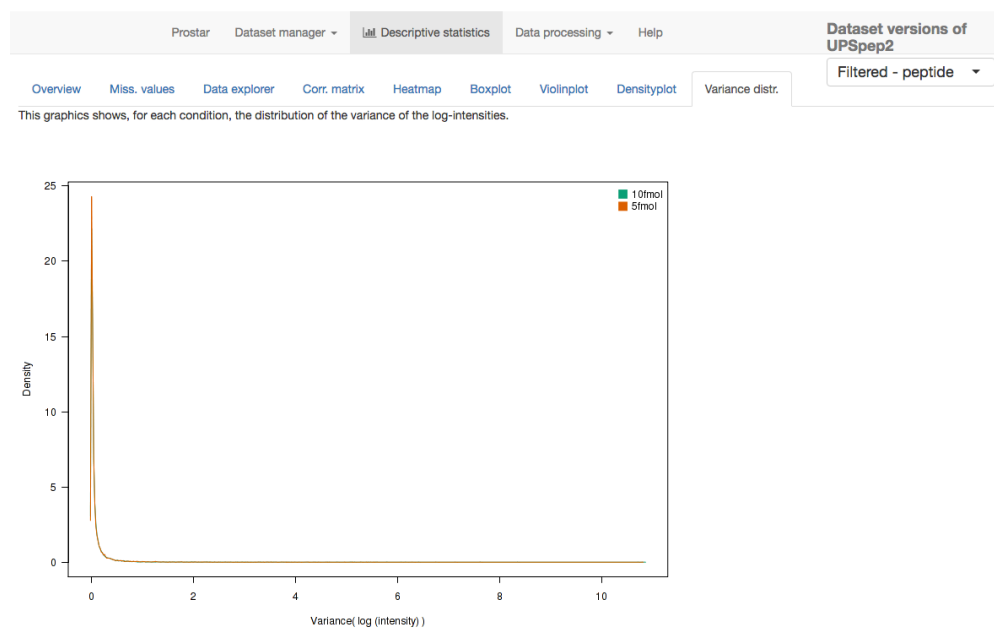 Prostar Dataset manager Descriptive statistics Data processing Help
Dataset versions of
UPSpep2
Filtered - peptide
Overview Miss. values Data explorer Corr. matrix Heatmap Boxplot Violinplot Densityplot Variance distr.
This graphics shows, for each condition, the distribution of the variance of the log-intensities.
10fmol
5fmol
25
20
15
10
5
0
Density
0 2 4 6 8 10
Variance( log (intensity) )